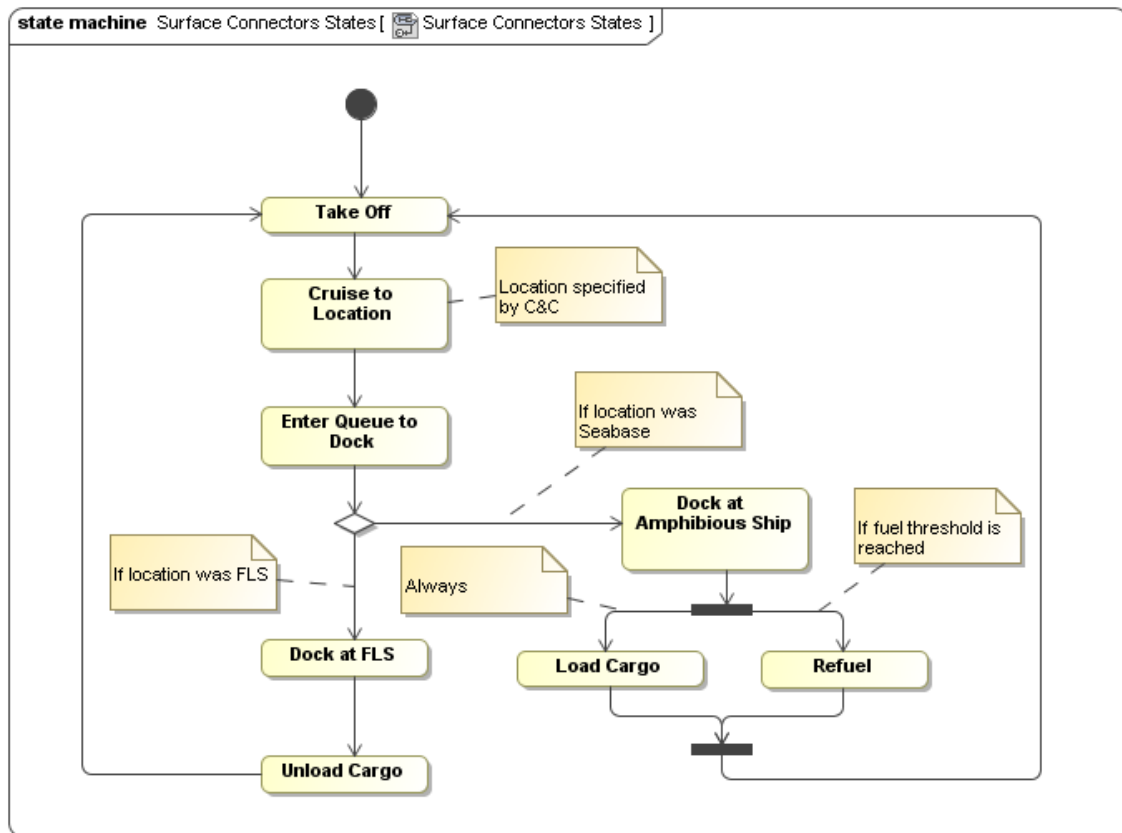 state machine Surface Connectors States [ Surface Connectors States ]
Take Off
Cruise to
Location
Location specified
by C&C
Enter Queue to
Dock
If location was
Seabase
Dock at
Amphibious Ship
If fuel threshold is
reached
If location was FLS
Always
Dock at FLS
Load Cargo
Refuel
Unload Cargo